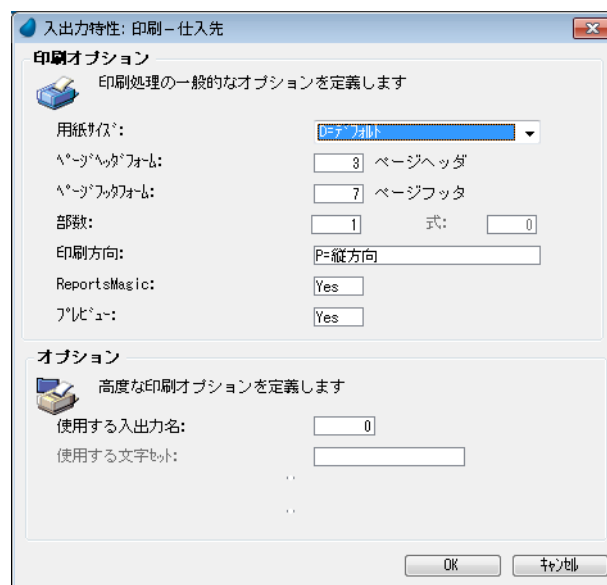 入出力特性: 印刷 – 仕入先
印刷オプション
印刷処理の一般的なオプションを定義します
用紙ｻｲｽﾞ: D=ﾃﾞﾌｫﾙﾄ
ﾍﾟｰｼﾞﾍｯﾀﾞﾌｫｰﾑ: 3 ページヘッダ
ﾍﾟｰｼﾞﾌｯﾀﾌｫｰﾑ: 7 ページフッタ
部数: 1 式: 0
印刷方向: P=縦方向
ReportsMagic: Yes
ﾌﾟﾚﾋﾞｭｰ: Yes
オプション
高度な印刷オプションを定義します
使用する入出力名: 0
使用する文字ｾｯﾄ:
OK ｷｬﾝｾﾙ